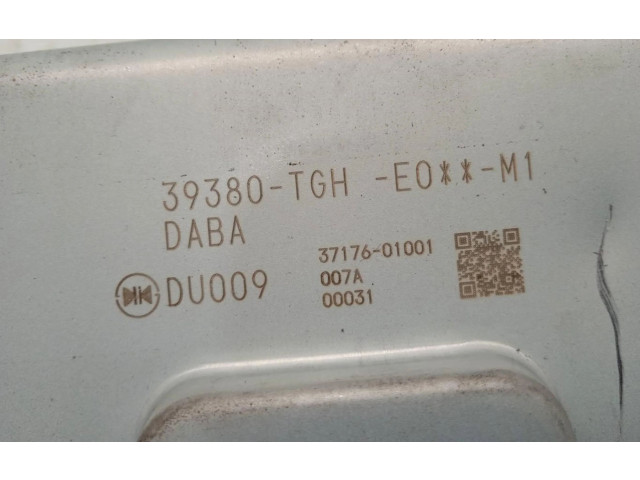 39380-TGH -E0**-M1
DABA
DU009
37176-01001
007A
00031